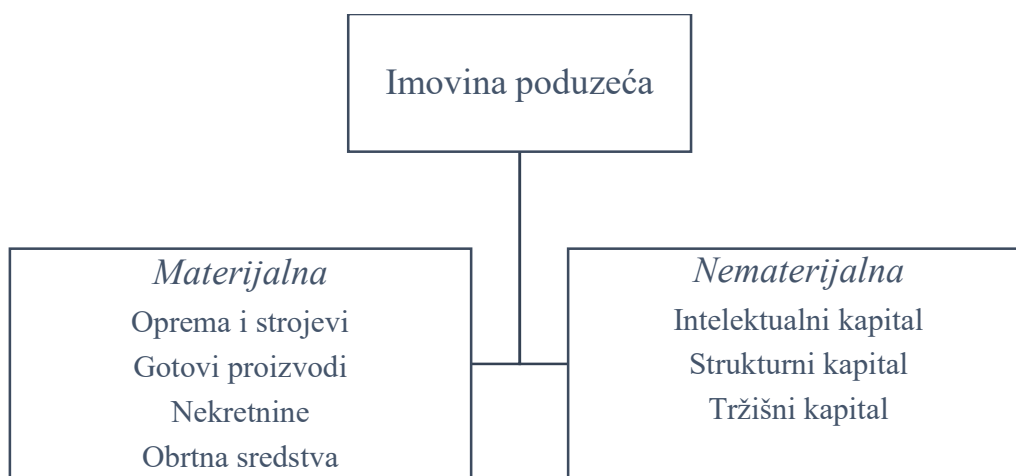 Imovina poduzeća
Materijalna
Oprema i strojevi
Gotovi proizvodi
Nekretnine
Obrtna sredstva
Nematerijalna
Intelektualni kapital
Strukturni kapital
Tržišni kapital